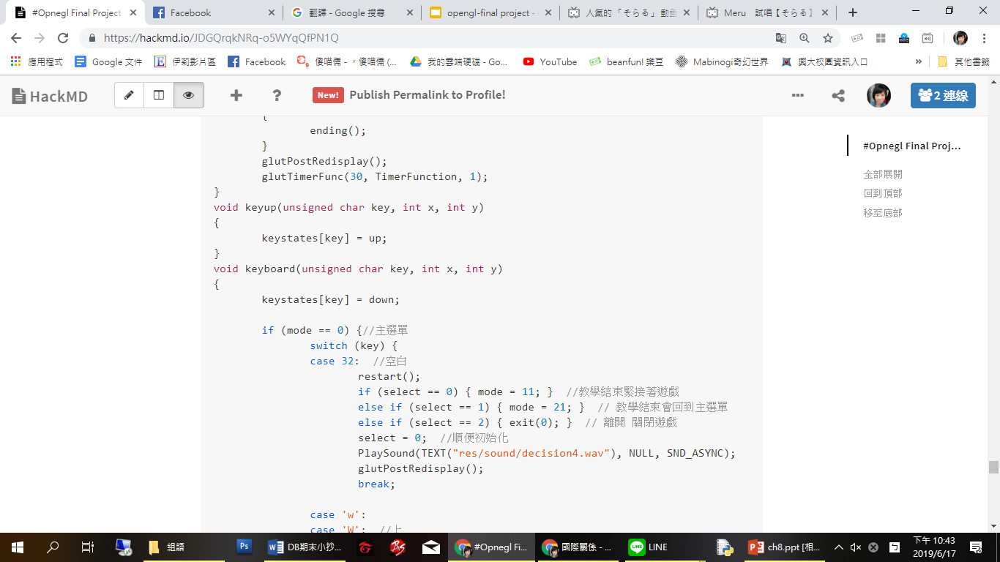 #Opnegl Final Project
Facebook
翻譯 - Google 搜尋
opengl-final project -
人氣的「そらる」動畫
Meru　試唱【そらる】
https://hackmd.io/JDGQrqkNRq-o5WYqQfPN1Q
應用程式
Google 文件
伊莉影片區
Facebook
傻喵儒 - 〃傻喵儒 (...
我的雲端硬碟 - Go...
YouTube
beanfun! 樂豆
Mabinogi奇幻世界
興大校園資訊入口
»
其他書籤
HackMD
New!
Publish Permalink to Profile!
2 連線
{
ending();
}
glutPostRedisplay();
glutTimerFunc(30, TimerFunction, 1);
}
void keyup(unsigned char key, int x, int y)
{
keystates[key] = up;
}
void keyboard(unsigned char key, int x, int y)
{
keystates[key] = down;
if (mode == 0) {//主選單
switch (key) {
case 32:  //空白
restart();
if (select == 0) { mode = 11; }  //教學結束緊接著遊戲
else if (select == 1) { mode = 21; }  // 教學結束會回到主選單
else if (select == 2) { exit(0); }  // 離開 關閉遊戲
select = 0;  //順便初始化
PlaySound(TEXT("res/sound/decision4.wav"), NULL, SND_ASYNC);
glutPostRedisplay();
break;
case 'w':
case 'W':  //上
#Opnegl Final Proj...
全部展開
回到頂部
移至底部
組語
Ps
DB期末小抄...
#Opnegl Fi...
國際關係 - ...
LINE
ch8.ppt [相...
下午 10:43
2019/6/17